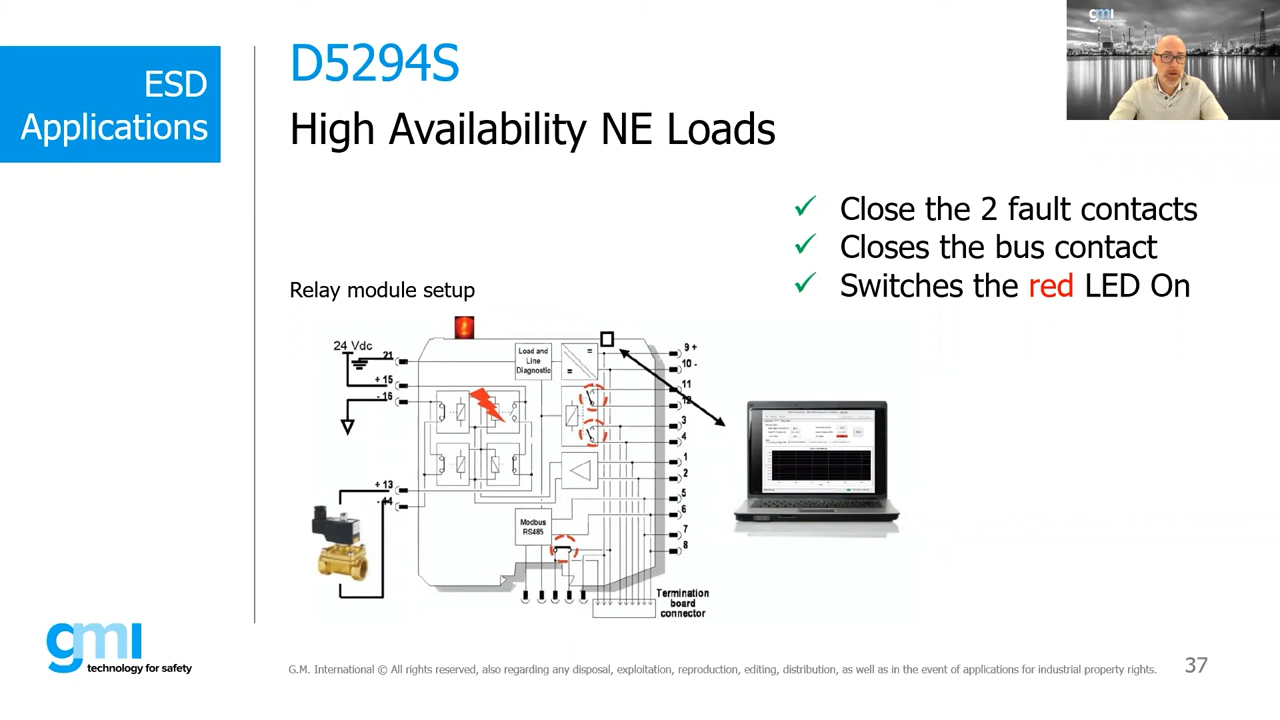 ESD
Applications
D5294S
High Availability NE Loads
gmi
Close the 2 fault contacts
Closes the bus contact
Switches the red LED On
Relay module setup
24 Vdc
21
+ 15
- 16
+ 13
- 14
Load and
Line
Diagnostic
=
=
Modbus
RS485
9 +
10 -
11
12
3
4
1
2
5
6
7
8
Termination
board
connector
gmi
technology for safety
G.M. International © All rights reserved, also regarding any disposal, exploitation, reproduction, editing, distribution, as well as in the event of applications for industrial property rights.
37